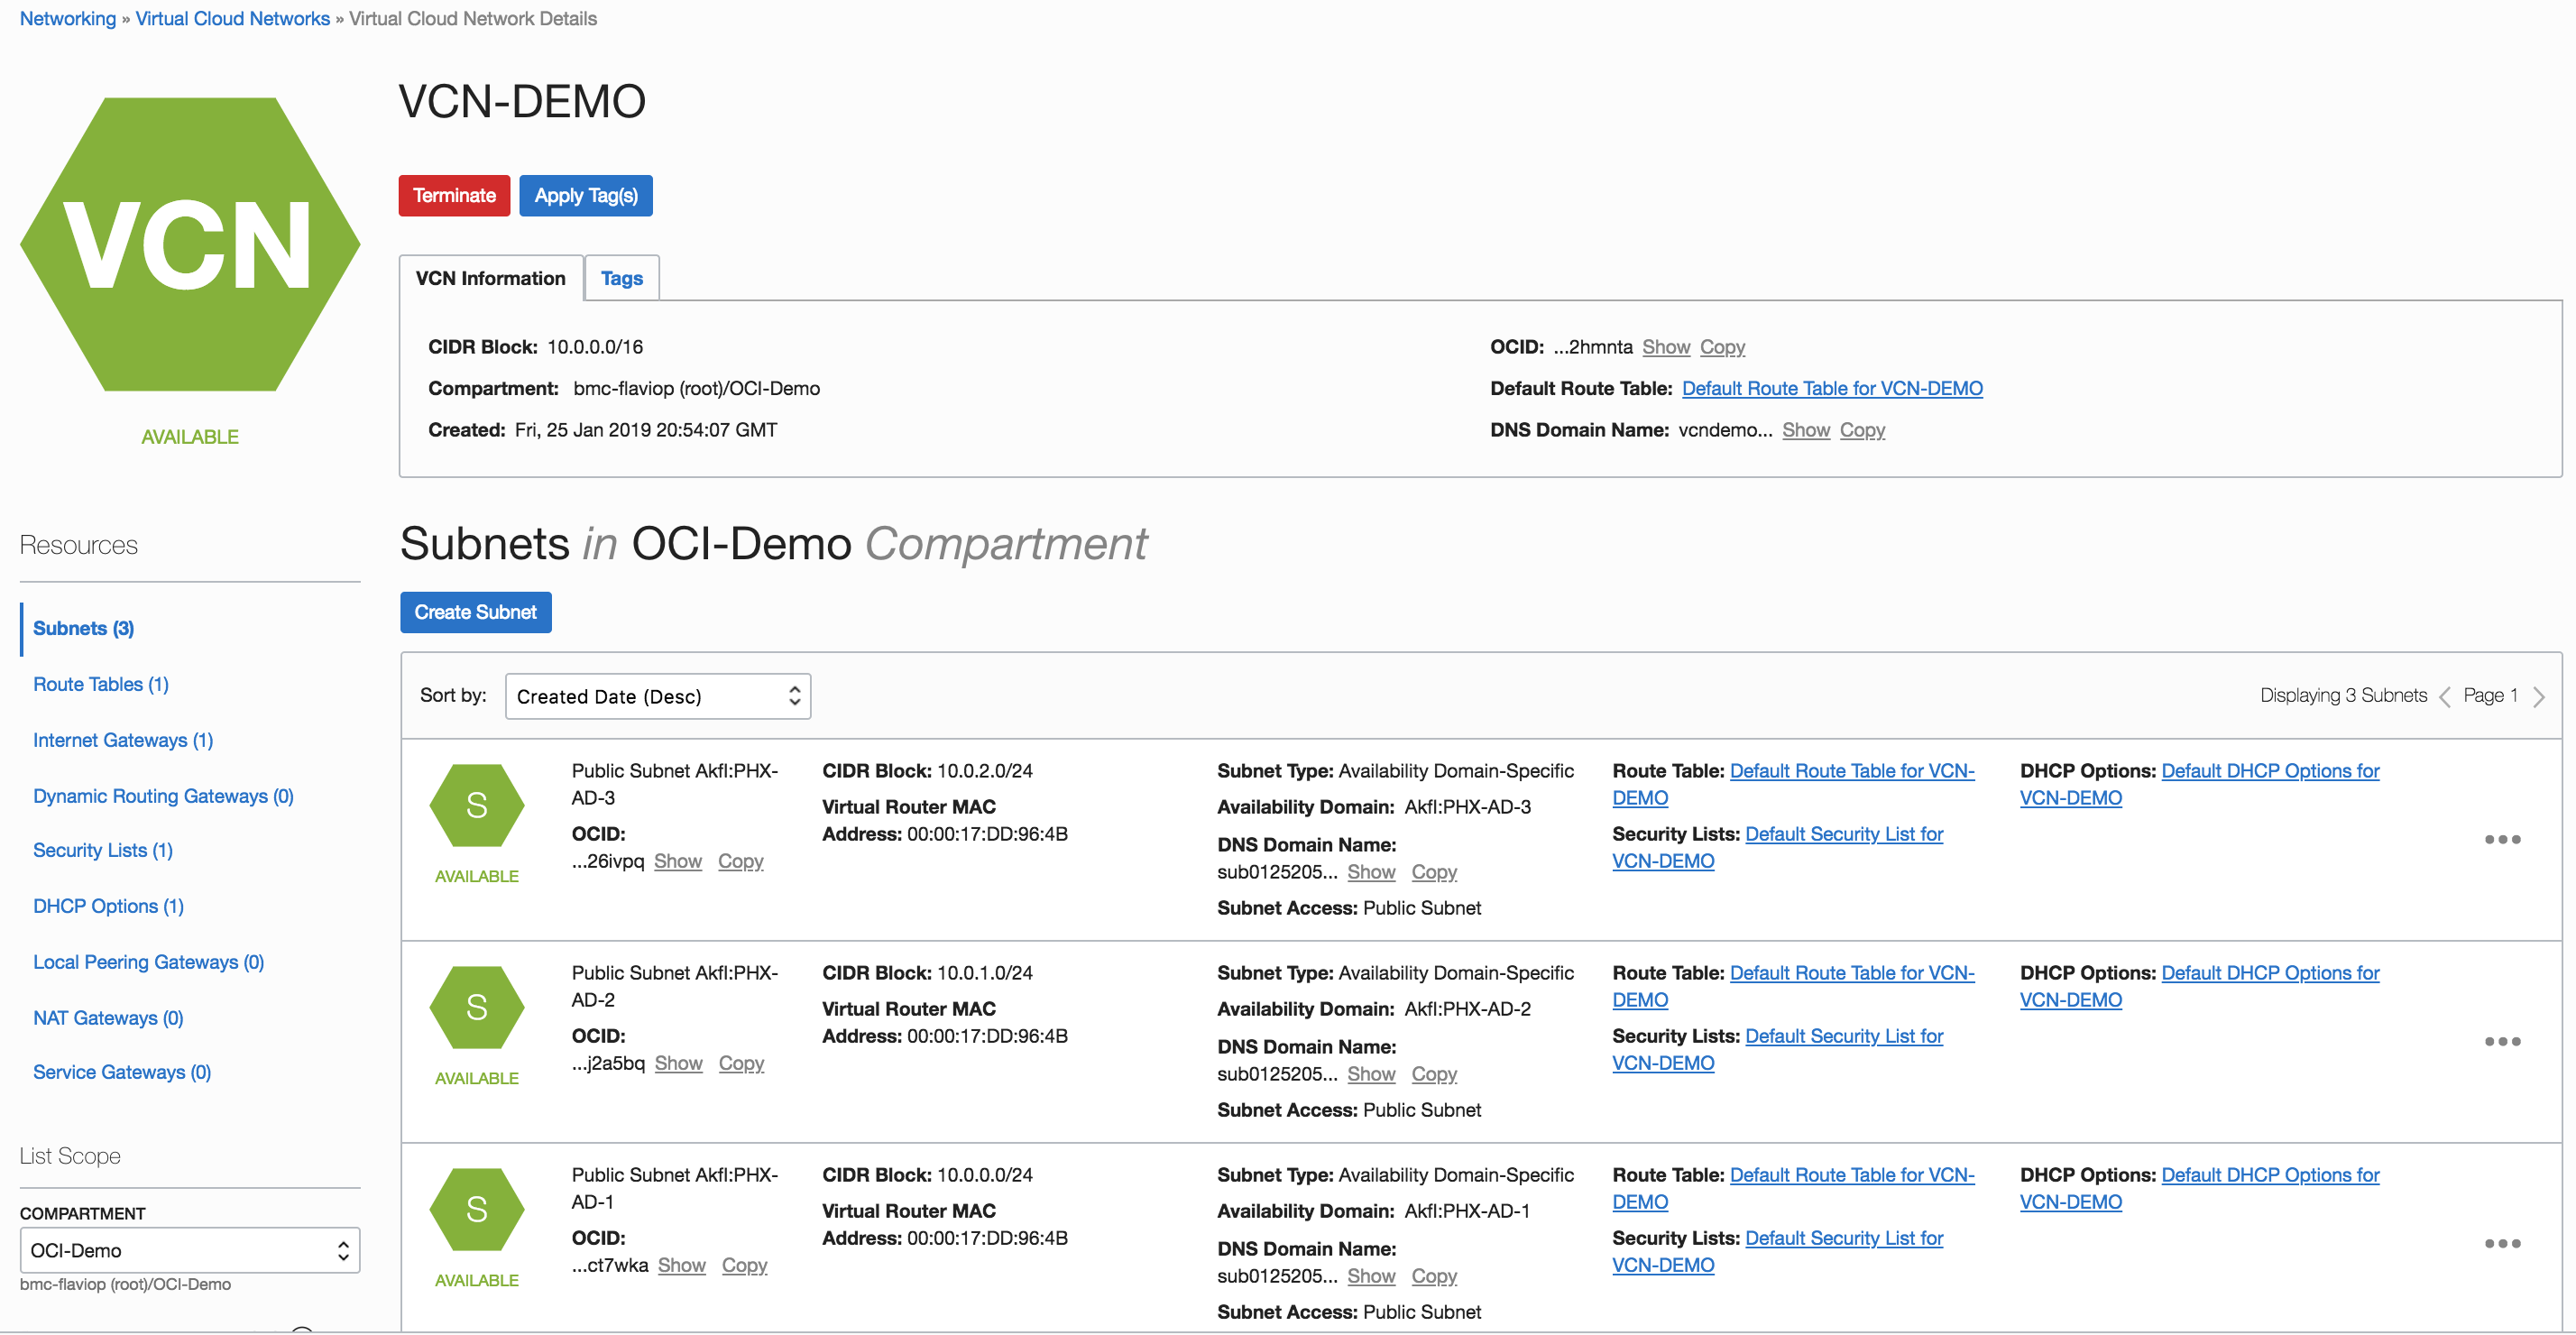 Networking » Virtual Cloud Networks » Virtual Cloud Network Details
VCN
AVAILABLE
VCN-DEMO
Terminate
Apply Tag(s)
VCN Information
Tags
CIDR Block: 10.0.0.0/16
Compartment: bmc-flaviop (root)/OCI-Demo
Created: Fri, 25 Jan 2019 20:54:07 GMT
OCID: ...2hmnta Show Copy
Default Route Table: Default Route Table for VCN-DEMO
DNS Domain Name: vcndemo... Show Copy
Resources
Subnets (3)
Route Tables (1)
Internet Gateways (1)
Dynamic Routing Gateways (0)
Security Lists (1)
DHCP Options (1)
Local Peering Gateways (0)
NAT Gateways (0)
Service Gateways (0)
List Scope
COMPARTMENT
OCI-Demo
bmc-flaviop (root)/OCI-Demo
Subnets in OCI-Demo Compartment
Create Subnet
Sort by: Created Date (Desc)
Displaying 3 Subnets < Page 1 >
S
AVAILABLE
Public Subnet Akfl:PHX-
AD-3
OCID:
...26ivpq Show Copy
CIDR Block: 10.0.2.0/24
Virtual Router MAC
Address: 00:00:17:DD:96:4B
Subnet Type: Availability Domain-Specific
Availability Domain: Akfl:PHX-AD-3
DNS Domain Name:
sub0125205... Show Copy
Subnet Access: Public Subnet
Route Table: Default Route Table for VCN-
DEMO
Security Lists: Default Security List for
VCN-DEMO
DHCP Options: Default DHCP Options for
VCN-DEMO
S
AVAILABLE
Public Subnet Akfl:PHX-
AD-2
OCID:
...j2a5bq Show Copy
CIDR Block: 10.0.1.0/24
Virtual Router MAC
Address: 00:00:17:DD:96:4B
Subnet Type: Availability Domain-Specific
Availability Domain: Akfl:PHX-AD-2
DNS Domain Name:
sub0125205... Show Copy
Subnet Access: Public Subnet
Route Table: Default Route Table for VCN-
DEMO
Security Lists: Default Security List for
VCN-DEMO
DHCP Options: Default DHCP Options for
VCN-DEMO
S
AVAILABLE
Public Subnet Akfl:PHX-
AD-1
OCID:
...ct7wka Show Copy
CIDR Block: 10.0.0.0/24
Virtual Router MAC
Address: 00:00:17:DD:96:4B
Subnet Type: Availability Domain-Specific
Availability Domain: Akfl:PHX-AD-1
DNS Domain Name:
sub0125205... Show Copy
Subnet Access: Public Subnet
Route Table: Default Route Table for VCN-
DEMO
Security Lists: Default Security List for
VCN-DEMO
DHCP Options: Default DHCP Options for
VCN-DEMO